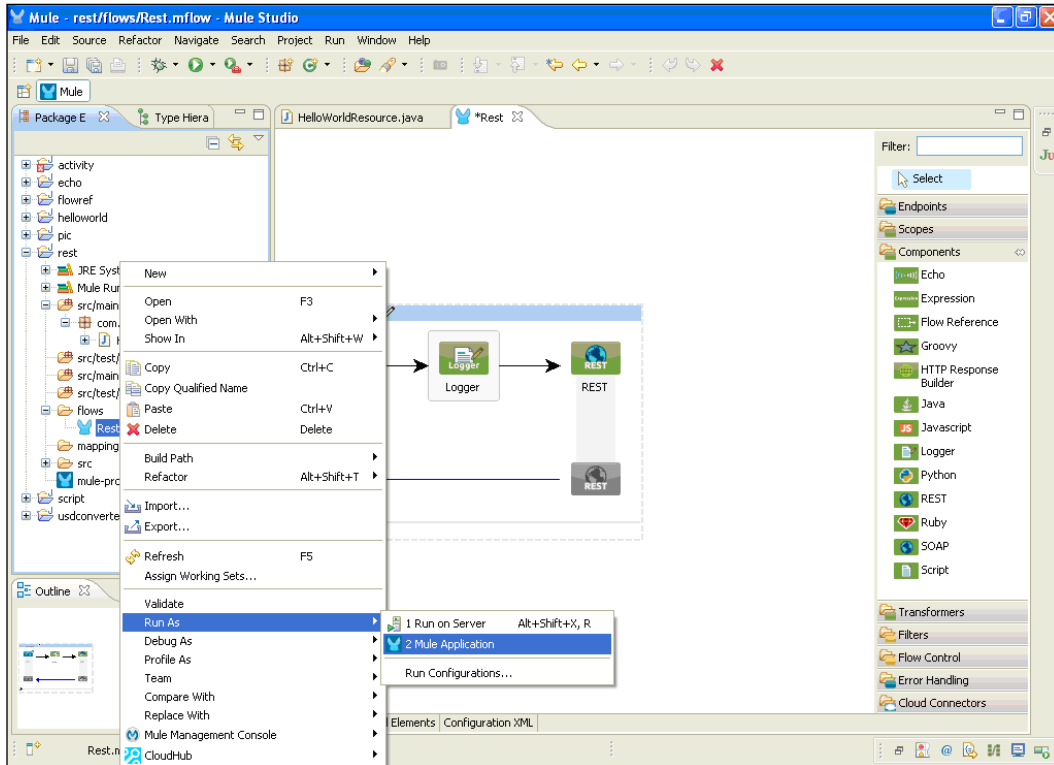 Mule - rest/flows/Rest.mflow - Mule Studio
File Edit Source Refactor Navigate Search Project Run Window Help
Mule
Package E
Type Hiera
HelloWorldResource.java
*Rest
activity
echo
flowref
helloworld
pic
rest
JRE Syst
Mule Rur
src/main
com.
H
src/test/
src/main
src/test/
flows
Rest
mapping
src
mule-pro
script
usdconverte
New
Open F3
Open With
Show In Alt+Shift+W
Copy Ctrl+C
Copy Qualified Name
Paste Ctrl+V
Delete Delete
Build Path
Refactor Alt+Shift+T
Import...
Export...
Refresh F5
Assign Working Sets...
Validate
Run As
Debug As
Profile As
Team
Compare With
Replace With
Mule Management Console
CloudHub
1 Run on Server Alt+Shift+X, R
2 Mule Application
Run Configurations...
Logger
Logger
REST
REST
REST
Elements
Configuration XML
Filter:
Select
Endpoints
Scopes
Components
Echo
Expression
Flow Reference
Groovy
HTTP Response
Builder
Java
JS
Javascript
Logger
Python
REST
Ruby
SOAP
Script
Transformers
Filters
Flow Control
Error Handling
Cloud Connectors
Ju
Outline
Rest.m